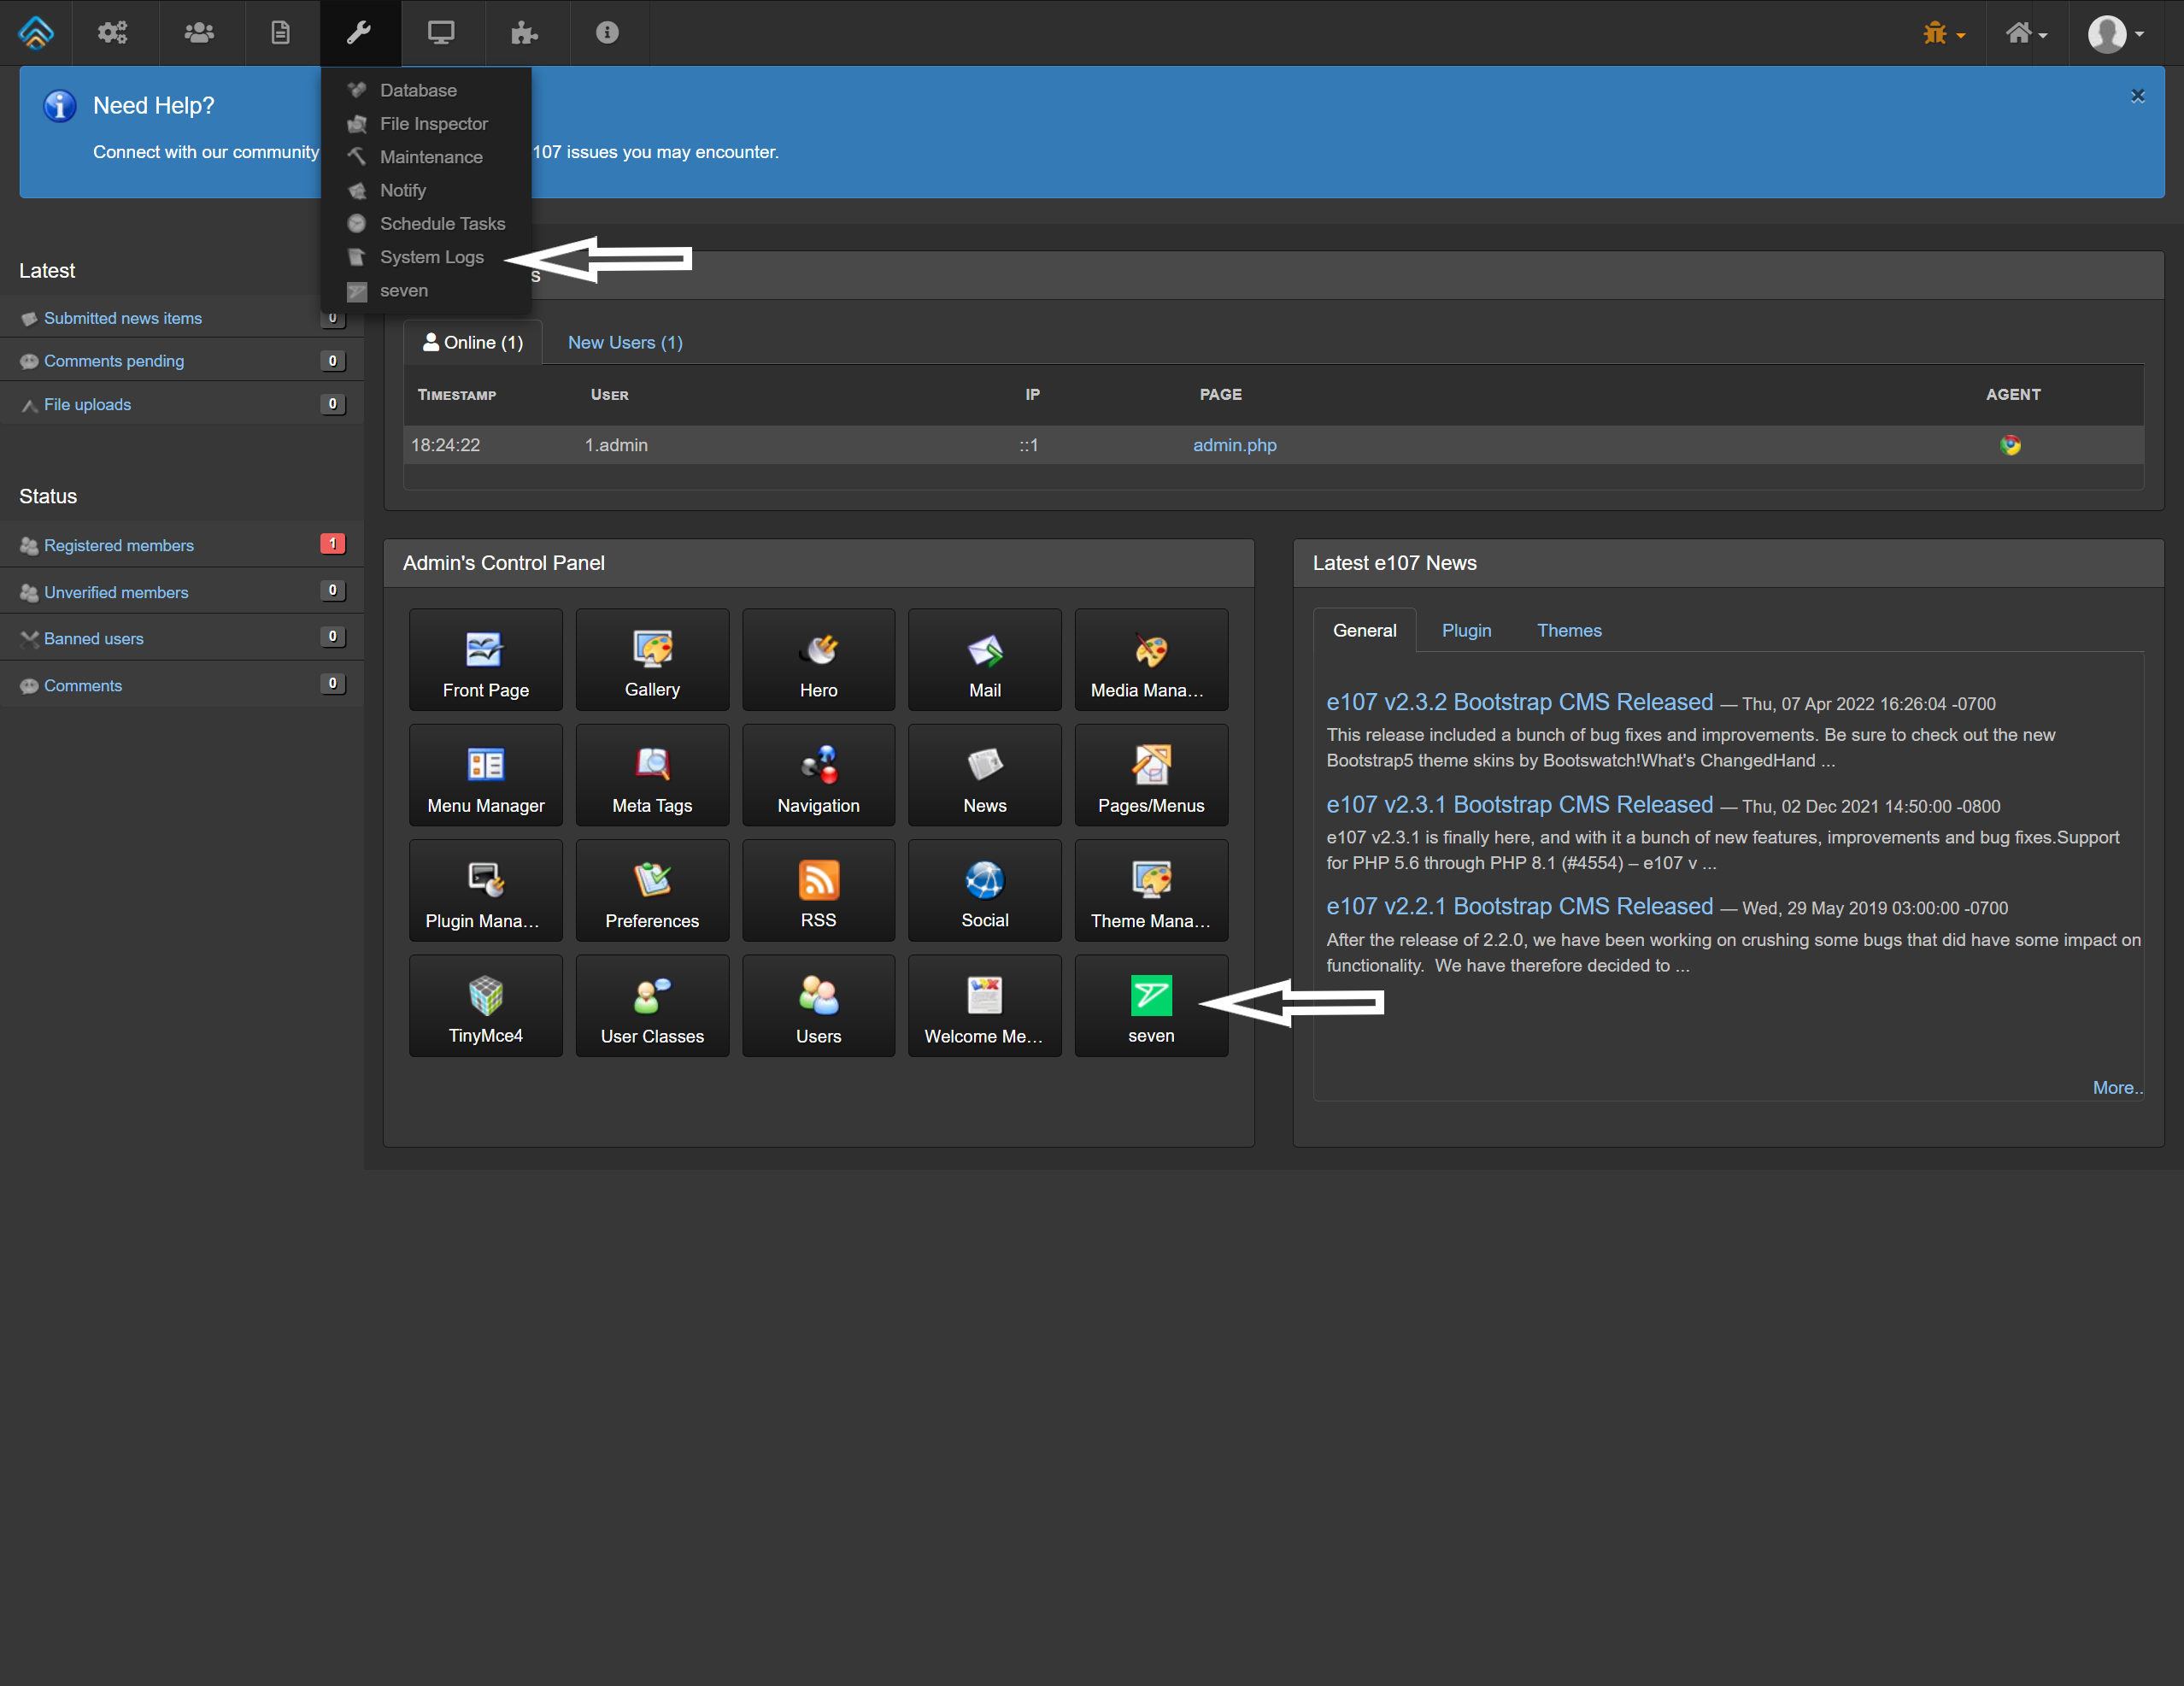 Need Help?
Connect with our community
107 issues you may encounter.
Database
File Inspector
Maintenance
Notify
Schedule Tasks
System Logs
seven
Latest
Submitted news items 0
Comments pending 0
File uploads 0
Status
Registered members 1
Unverified members 0
Banned users 0
Comments 0
s
Online (1) New Users (1)
TIMESTAMP USER IP PAGE AGENT
18:24:22 1.admin ::1 admin.php
Admin's Control Panel
Front Page Gallery Hero Mail Media Mana...
Menu Manager Meta Tags Navigation News Pages/Menus
Plugin Mana... Preferences RSS Social Theme Mana...
TinyMce4 User Classes Users Welcome Me... seven
Latest e107 News
General Plugin Themes
e107 v2.3.2 Bootstrap CMS Released — Thu, 07 Apr 2022 16:26:04 -0700
This release included a bunch of bug fixes and improvements. Be sure to check out the new
Bootstrap5 theme skins by Bootswatch!What's ChangedHand ...
e107 v2.3.1 Bootstrap CMS Released — Thu, 02 Dec 2021 14:50:00 -0800
e107 v2.3.1 is finally here, and with it a bunch of new features, improvements and bug fixes.Support
for PHP 5.6 through PHP 8.1 (#4554) – e107 v ...
e107 v2.2.1 Bootstrap CMS Released — Wed, 29 May 2019 03:00:00 -0700
After the release of 2.2.0, we have been working on crushing some bugs that did have some impact on
functionality. We have therefore decided to ...
More..